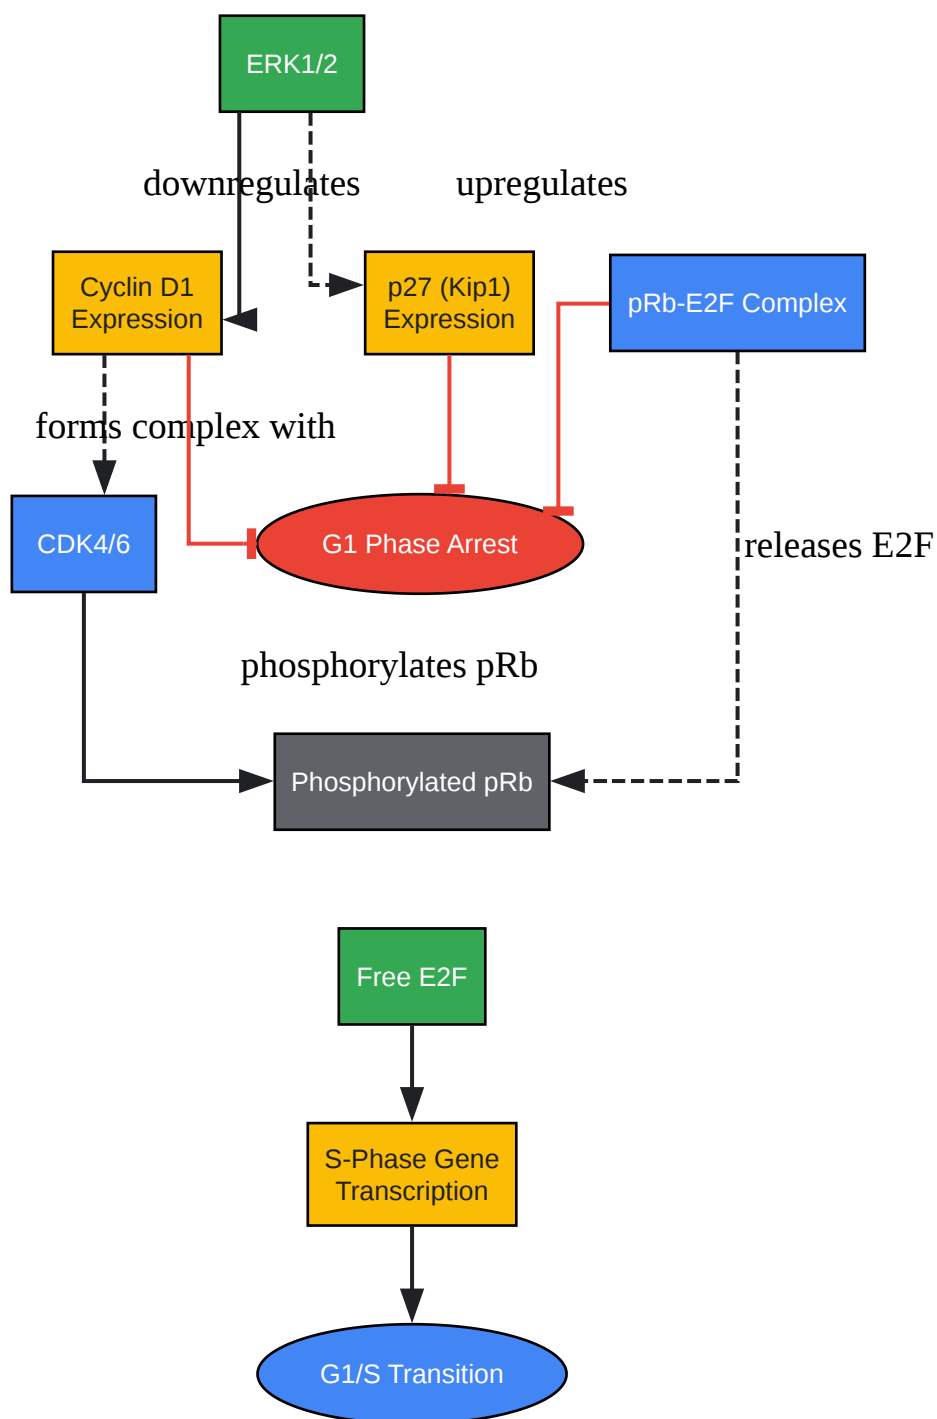 ERK1/2
downregulates
upregulates
Cyclin D1
Expression
p27 (Kip1)
Expression
pRb-E2F Complex
forms complex with
CDK4/6
G1 Phase Arrest
releases E2F
phosphorylates pRb
Phosphorylated pRb
Free E2F
S-Phase Gene
Transcription
G1/S Transition